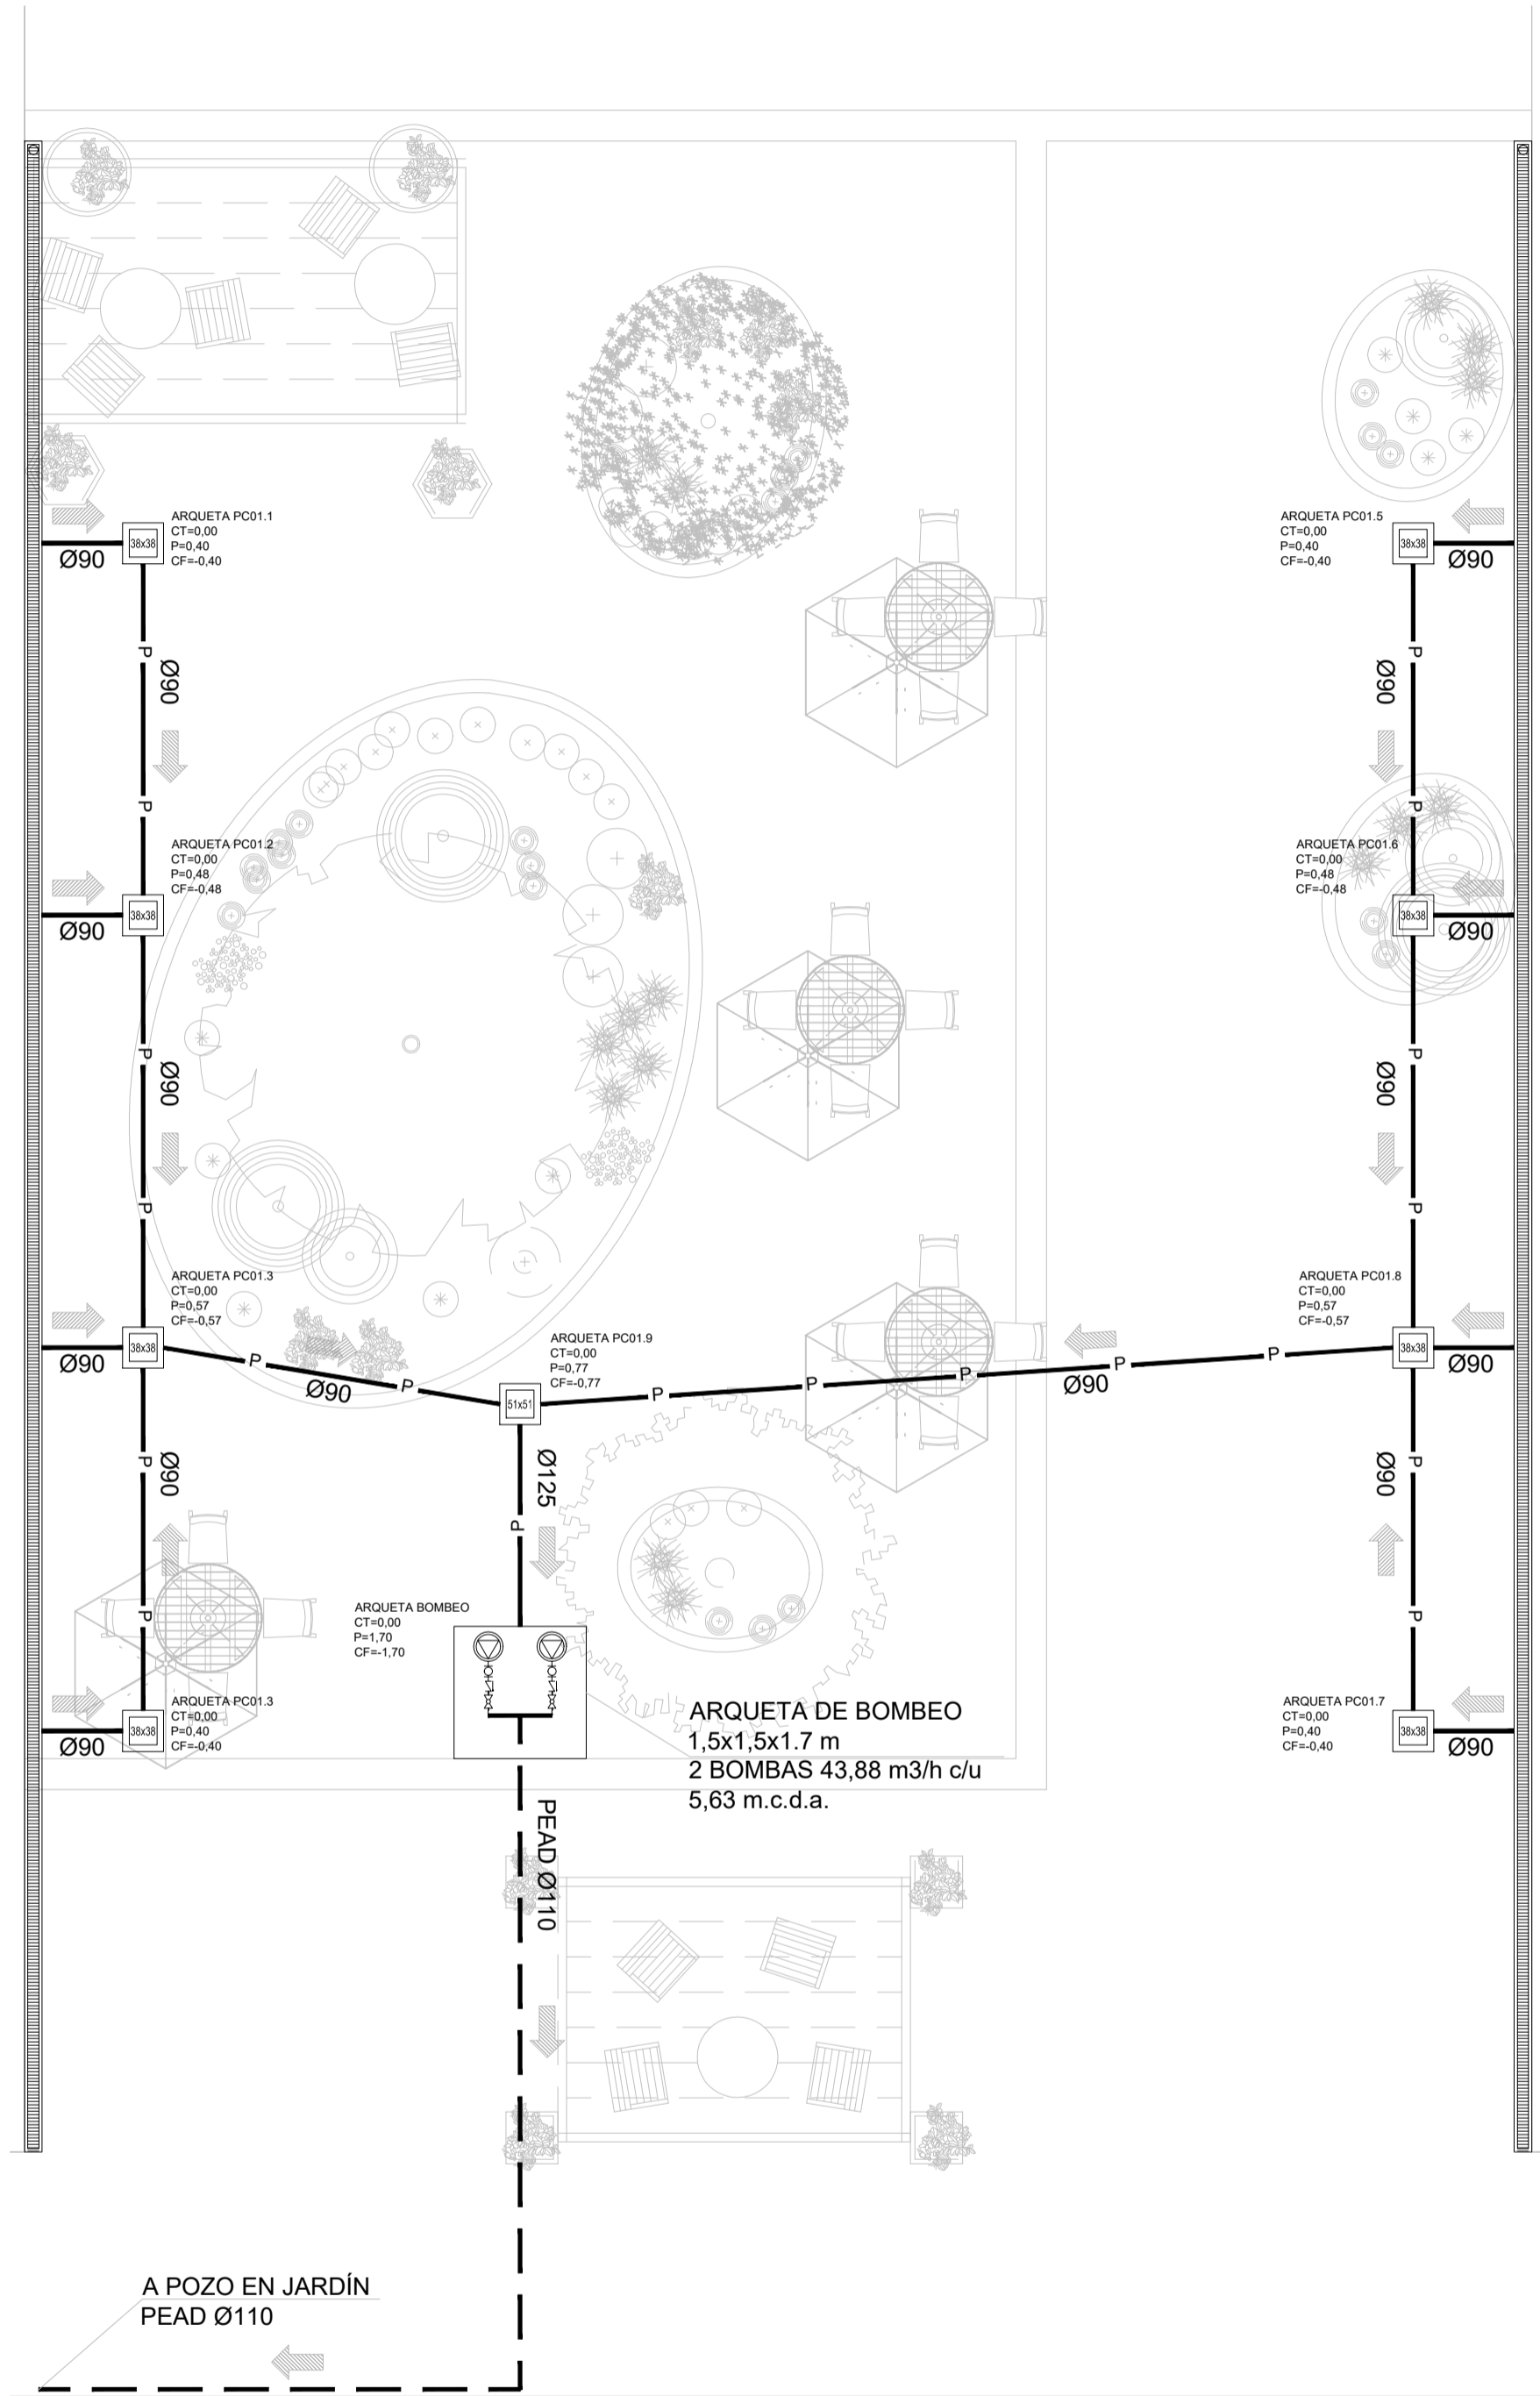 ARQUETA PC01.1
CT=0,00
P=0,40
CF=-0,40
38x38
Ø90
ARQUETA PC01.5
CT=0,00
P=0,40
CF=-0,40
38x38
Ø90
P
Ø90
P
P
Ø90
P
ARQUETA PC01.2
CT=0,00
P=0,48
CF=-0,48
38x38
Ø90
ARQUETA PC01.6
CT=0,00
P=0,48
CF=-0,48
38x38
Ø90
P
Ø90
P
P
Ø90
P
ARQUETA PC01.3
CT=0,00
P=0,57
CF=-0,57
38x38
Ø90
ARQUETA PC01.8
CT=0,00
P=0,57
CF=-0,57
38x38
Ø90
P
P
Ø90
ARQUETA PC01.9
CT=0,00
P=0,77
CF=-0,77
51x51
P
P
P
P
P
Ø90
P
Ø90
P
Ø125
P
P
Ø90
P
ARQUETA BOMBEO
CT=0,00
P=1,70
CF=-1,70
ARQUETA PC01.3
CT=0,00
P=0,40
CF=-0,40
38x38
Ø90
ARQUETA DE BOMBEO
1,5x1,5x1.7 m
2 BOMBAS 43,88 m3/h c/u
5,63 m.c.d.a.
ARQUETA PC01.7
CT=0,00
P=0,40
CF=-0,40
38x38
Ø90
PEAD Ø110
A POZO EN JARDÍN
PEAD Ø110